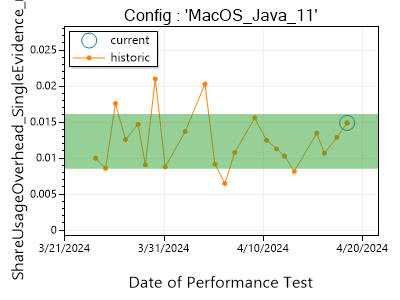 Config : 'MacOS_Java_11'
current
historic
0.025
0.02
0.015
0.01
0.005
0
ShareUsageOverhead_SingleEvidence_
3/21/2024
3/31/2024
4/10/2024
4/20/2024
Date of Performance Test